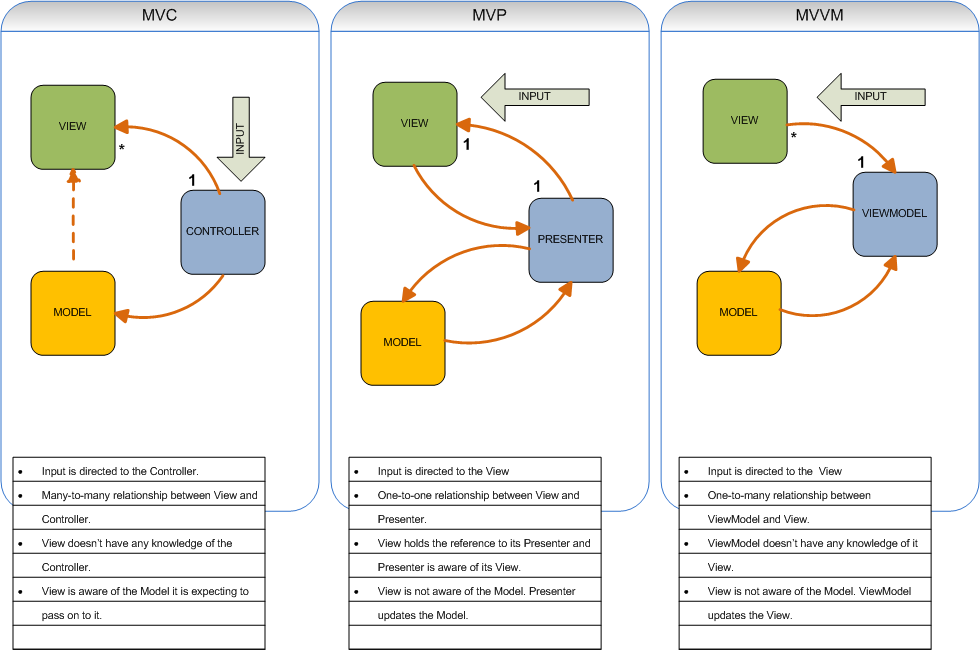 MVC
VIEW
*
INPUT
1
CONTROLLER
MODEL
• Input is directed to the Controller.
• Many-to-many relationship between View and
Controller.
• View doesn't have any knowledge of the
Controller.
• View is aware of the Model it is expecting to
pass on to it.
MVP
INPUT
VIEW
1
1
PRESENTER
MODEL
• Input is directed to the View
• One-to-one relationship between View and
Presenter.
• View holds the reference to its Presenter and
Presenter is aware of its View.
• View is not aware of the Model. Presenter
updates the Model.
MVVM
INPUT
VIEW
*
1
VIEWMODEL
MODEL
• Input is directed to the View
• One-to-many relationship between
ViewModel and View.
• ViewModel doesn't have any knowledge of it
View.
• View is not aware of the Model. ViewModel
updates the View.